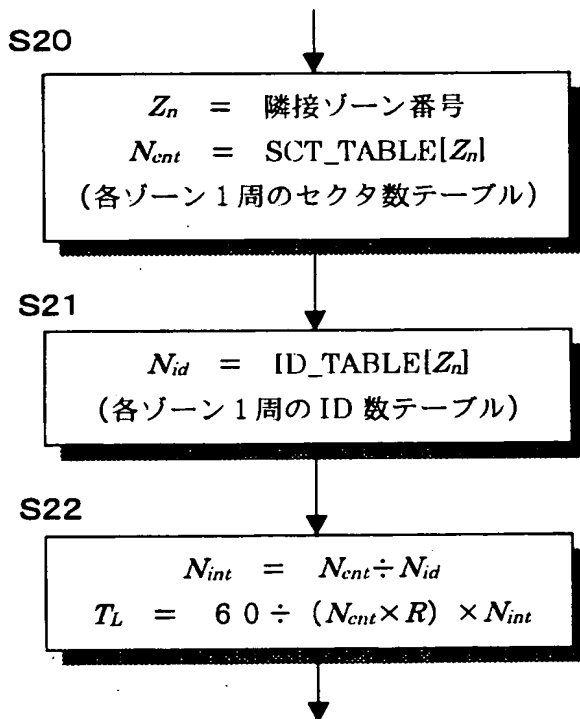 S20
Zn = 隣接ゾーン番号
Ncnt = SCT_TABLE[Zn]
(各ゾーン1周のセクタ数テーブル)
S21
Nid = ID_TABLE[Zn]
(各ゾーン1周のID数テーブル)
S22
Nint = Ncnt÷Nid
TL = 60÷(Ncnt×R)×Nint